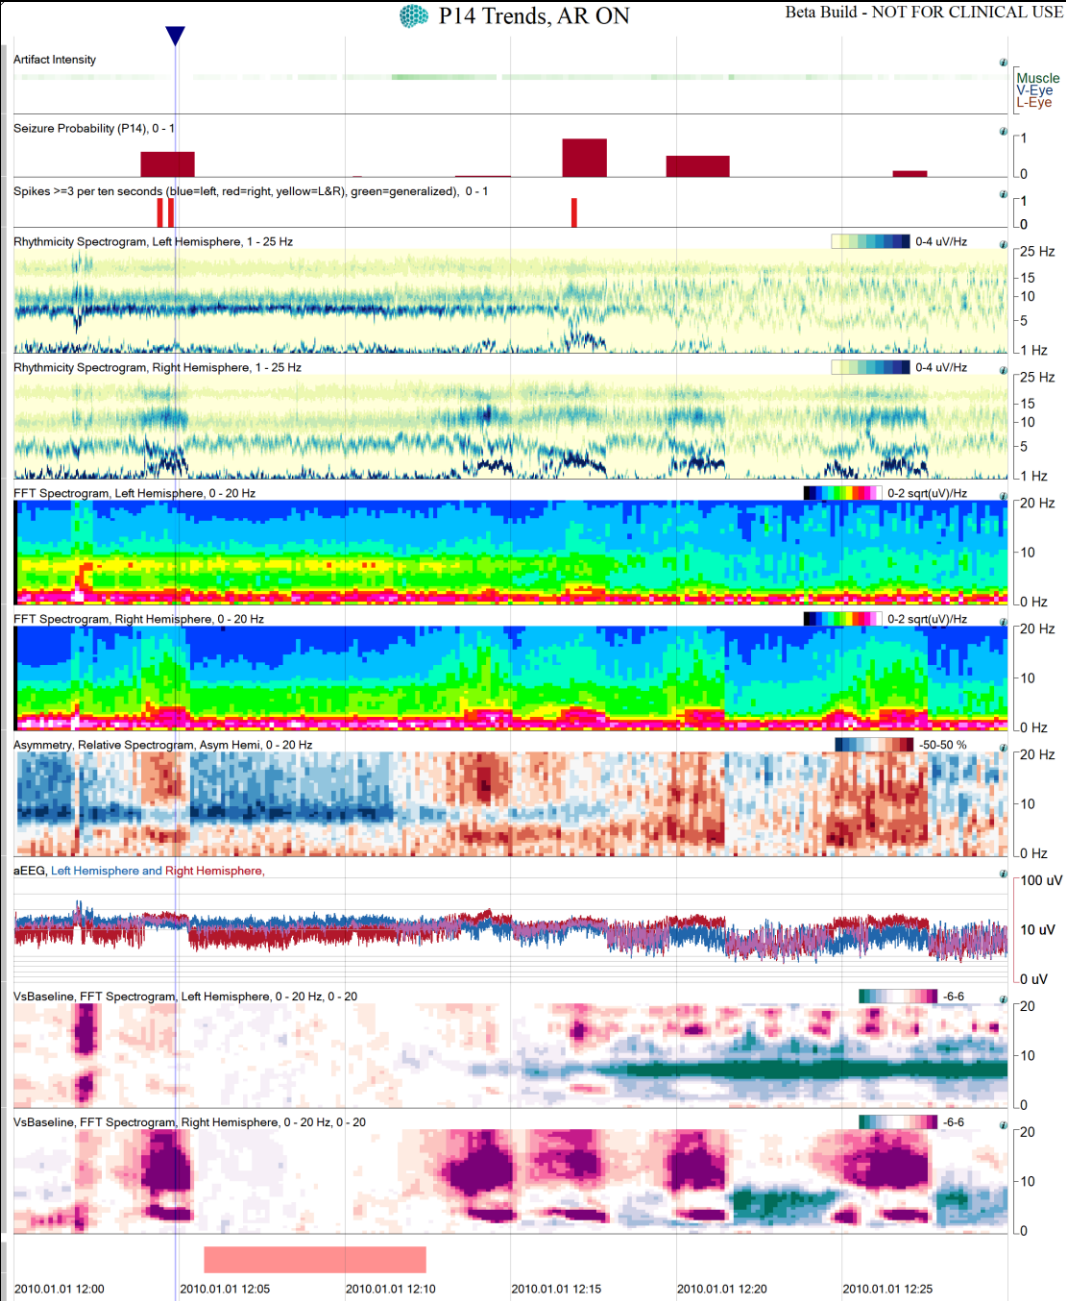 P14 Trends, AR ON
Beta Build - NOT FOR CLINICAL USE
Artifact Intensity
Muscle
V-Eye
L-Eye
Seizure Probability (P14), 0 - 1
1
0
Spikes >=3 per ten seconds (blue=left, red=right, yellow=L&R), green=generalized), 0 - 1
1
0
Rhythmicity Spectrogram, Left Hemisphere, 1 - 25 Hz
0-4 uV/Hz
25 Hz
15
10
5
1 Hz
Rhythmicity Spectrogram, Right Hemisphere, 1 - 25 Hz
0-4 uV/Hz
25 Hz
15
10
5
1 Hz
FFT Spectrogram, Left Hemisphere, 0 - 20 Hz
0-2 sqrt(uV)/Hz
20 Hz
10
0 Hz
FFT Spectrogram, Right Hemisphere, 0 - 20 Hz
0-2 sqrt(uV)/Hz
20 Hz
10
0 Hz
Asymmetry, Relative Spectrogram, Asym Hemi, 0 - 20 Hz
-50-50 %
20 Hz
10
0 Hz
aEEG, Left Hemisphere and Right Hemisphere,
100 uV
10 uV
0 uV
VsBaseline, FFT Spectrogram, Left Hemisphere, 0 - 20 Hz, 0 - 20
-6-6
20
10
0
VsBaseline, FFT Spectrogram, Right Hemisphere, 0 - 20 Hz, 0 - 20
-6-6
20
10
0
2010.01.01 12:00
2010.01.01 12:05
2010.01.01 12:10
2010.01.01 12:15
2010.01.01 12:20
2010.01.01 12:25